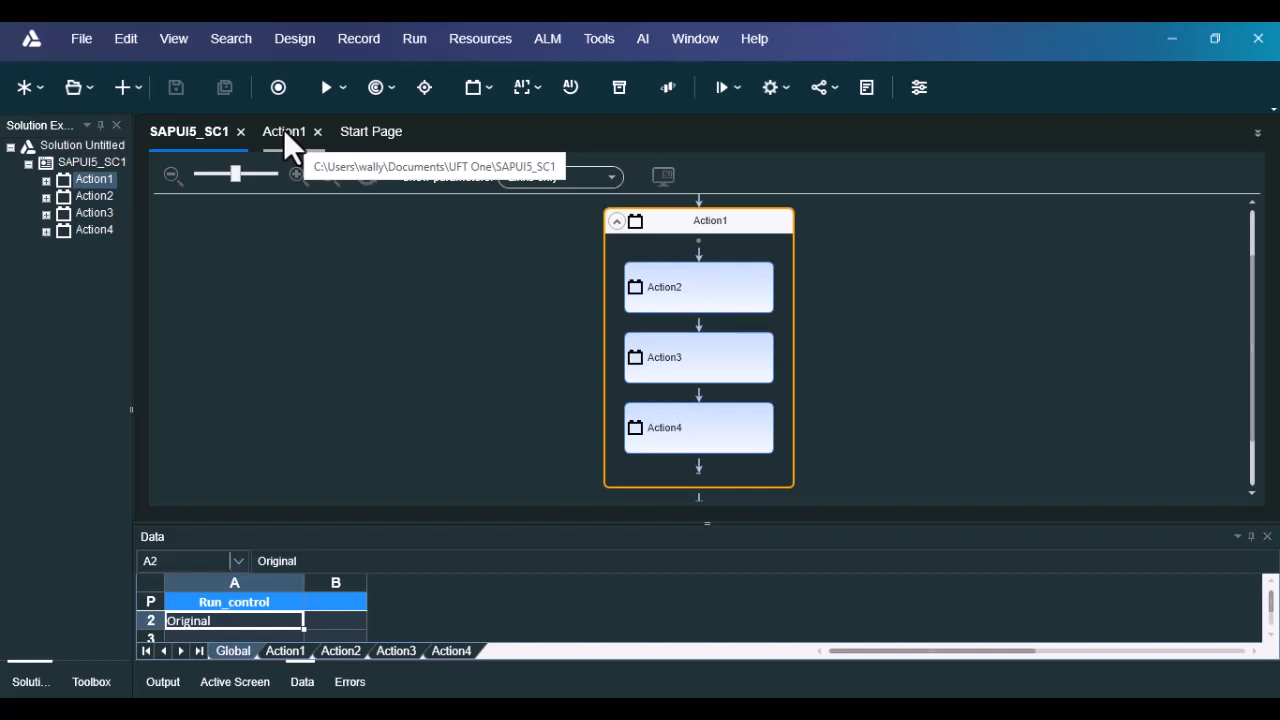 File Edit View Search Design Record Run Resources ALM Tools AI Window Help
Solution Ex...
SAPUI5_SC1 Action1 Start Page
Solution Untitled
SAPUI5_SC1
Action1
Action2
Action3
Action4
C:\Users\wally\Documents\UFT One\SAPUI5_SC1
Action1
Action2
Action3
Action4
Data
A2 Original
A B
P Run_control
2 Original
3
Global Action1 Action2 Action3 Action4
Soluti... Toolbox Output Active Screen Data Errors